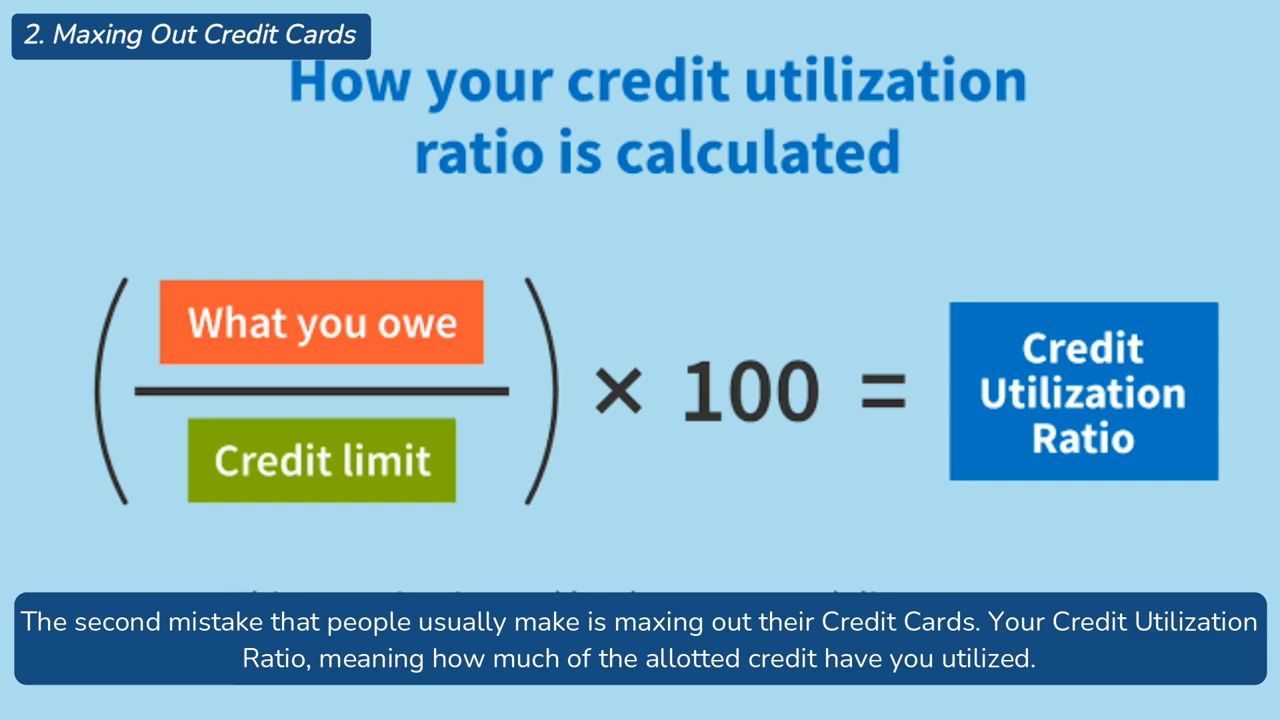 2. Maxing Out Credit Cards
How your credit utilization
ratio is calculated
What you owe
Credit limit
× 100 =
Credit
Utilization
Ratio
The second mistake that people usually make is maxing out their Credit Cards. Your Credit Utilization
Ratio, meaning how much of the allotted credit have you utilized.